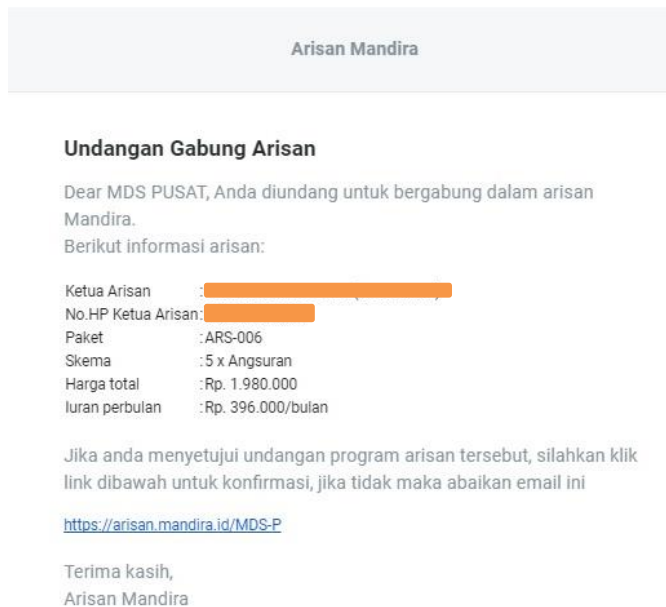 Arisan Mandira
Undangan Gabung Arisan
Dear MDS PUSAT, Anda diundang untuk bergabung dalam arisan
Mandira.
Berikut informasi arisan:
Ketua Arisan :
No.HP Ketua Arisan:
Paket :ARS-006
Skema :5 x Angsuran
Harga total :Rp. 1.980.000
Iuran perbulan :Rp. 396.000/bulan
Jika anda menyetujui undangan program arisan tersebut, silahkan klik
link dibawah untuk konfirmasi, jika tidak maka abaikan email ini
https://arisan.mandira.id/MDS-P
Terima kasih,
Arisan Mandira